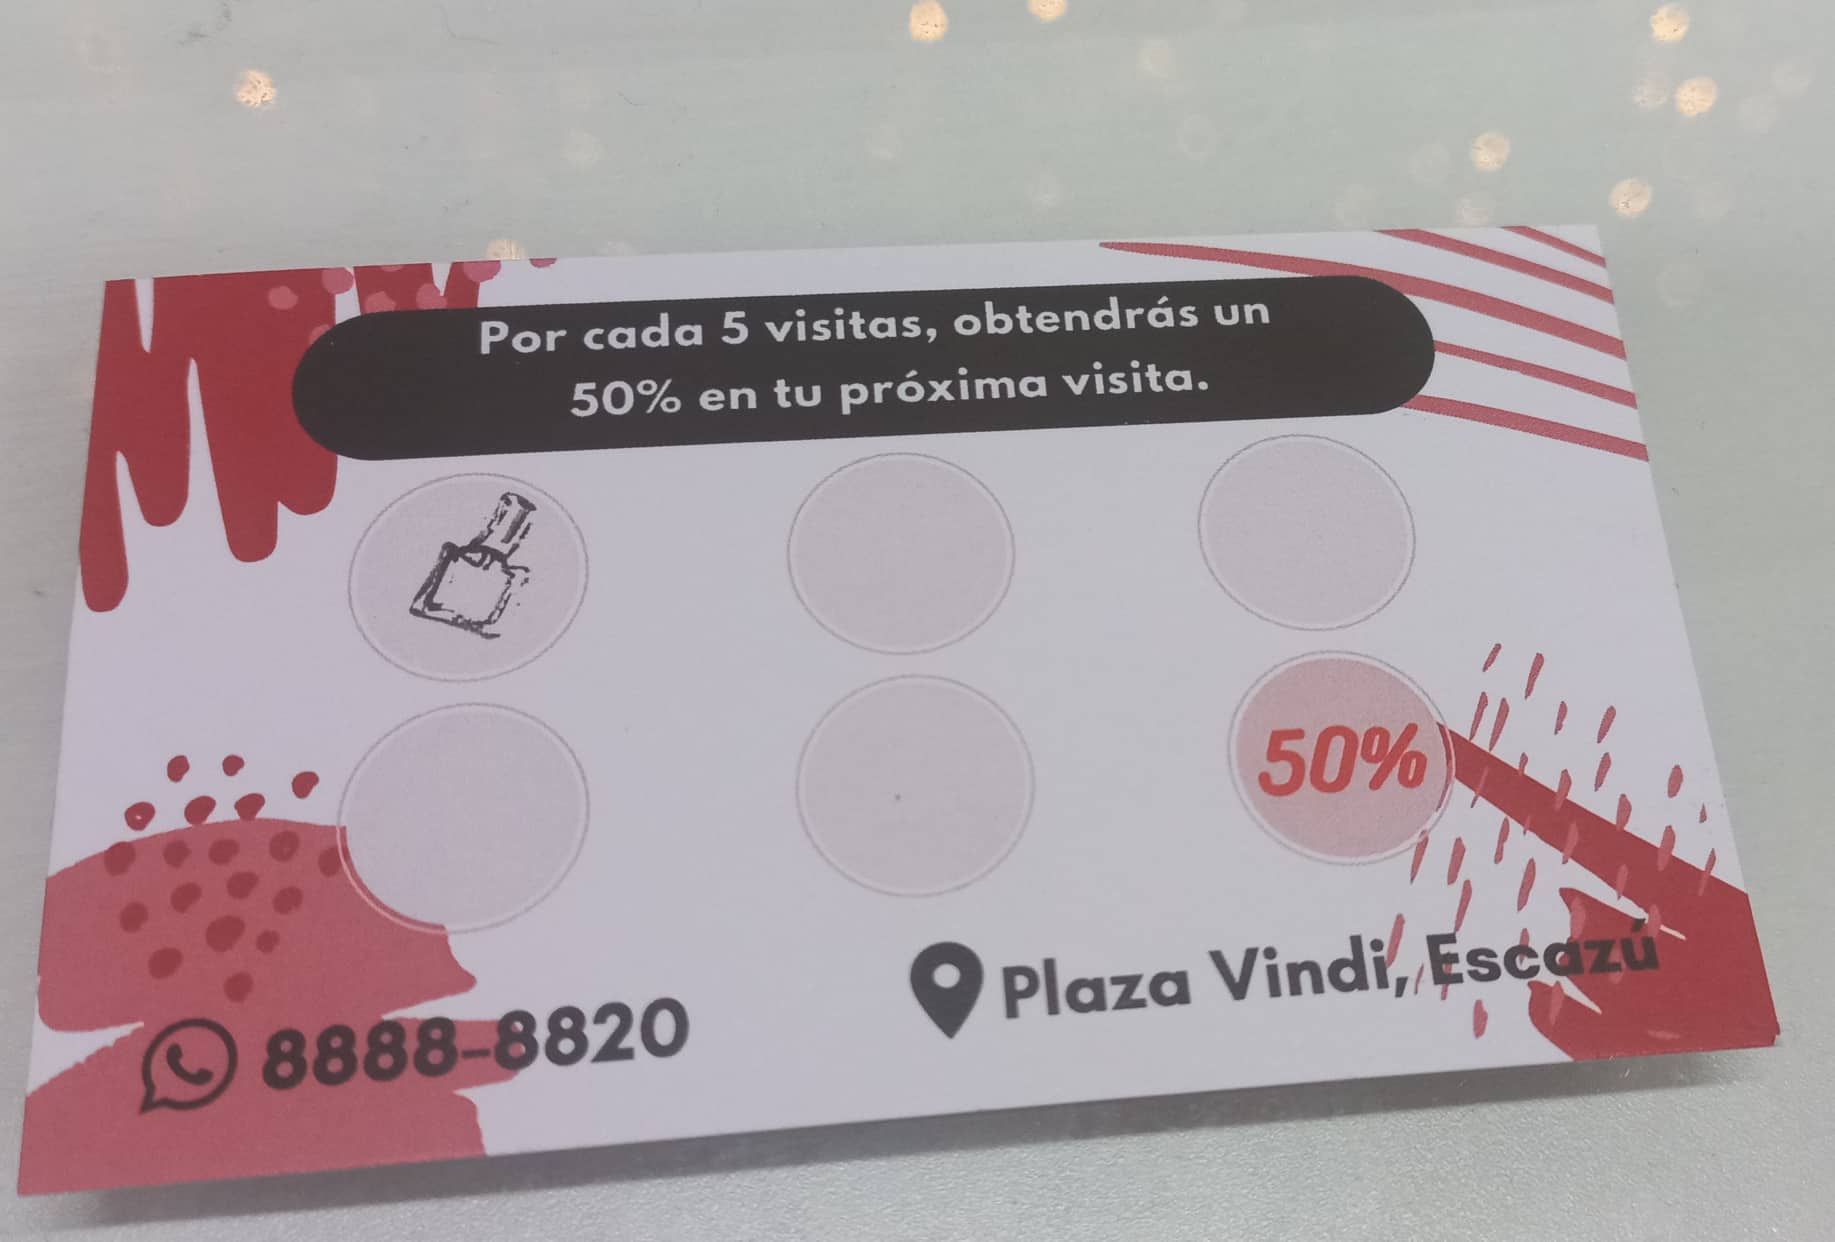 Por cada 5 visitas, obtendrás un
50% en tu próxima visita.
50%
8888-8820
Plaza Vindi, Escazú